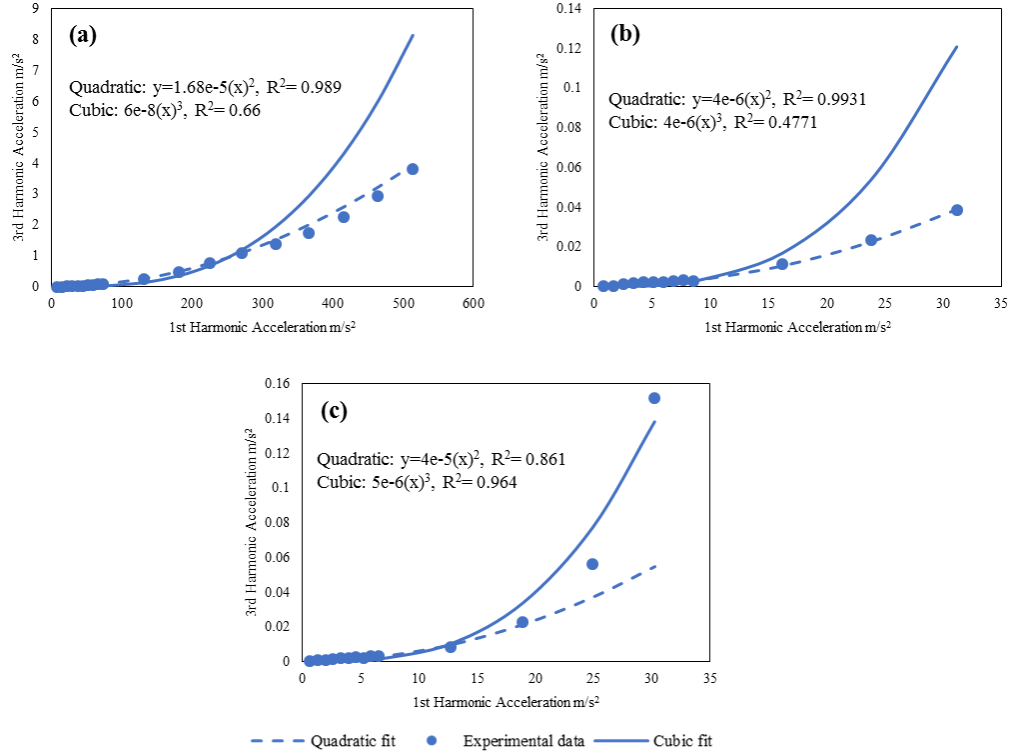 (a)
Quadratic: y=1.68e-5(x)², R²= 0.989
Cubic: 6e-8(x)³, R²= 0.66
3rd Harmonic Acceleration m/s²
9
8
7
6
5
4
3
2
1
0
0 100 200 300 400 500 600
1st Harmonic Acceleration m/s²
(b)
Quadratic: y=4e-6(x)², R²= 0.9931
Cubic: 4e-6(x)³, R²= 0.4771
3rd Harmonic Acceleration m/s²
0.14
0.12
0.1
0.08
0.06
0.04
0.02
0
0 5 10 15 20 25 30 35
1st Harmonic Acceleration m/s²
(c)
Quadratic: y=4e-5(x)², R²= 0.861
Cubic: 5e-6(x)³, R²= 0.964
3rd Harmonic Acceleration m/s²
0.16
0.14
0.12
0.1
0.08
0.06
0.04
0.02
0
0 5 10 15 20 25 30 35
1st Harmonic Acceleration m/s²
Quadratic fit Experimental data Cubic fit